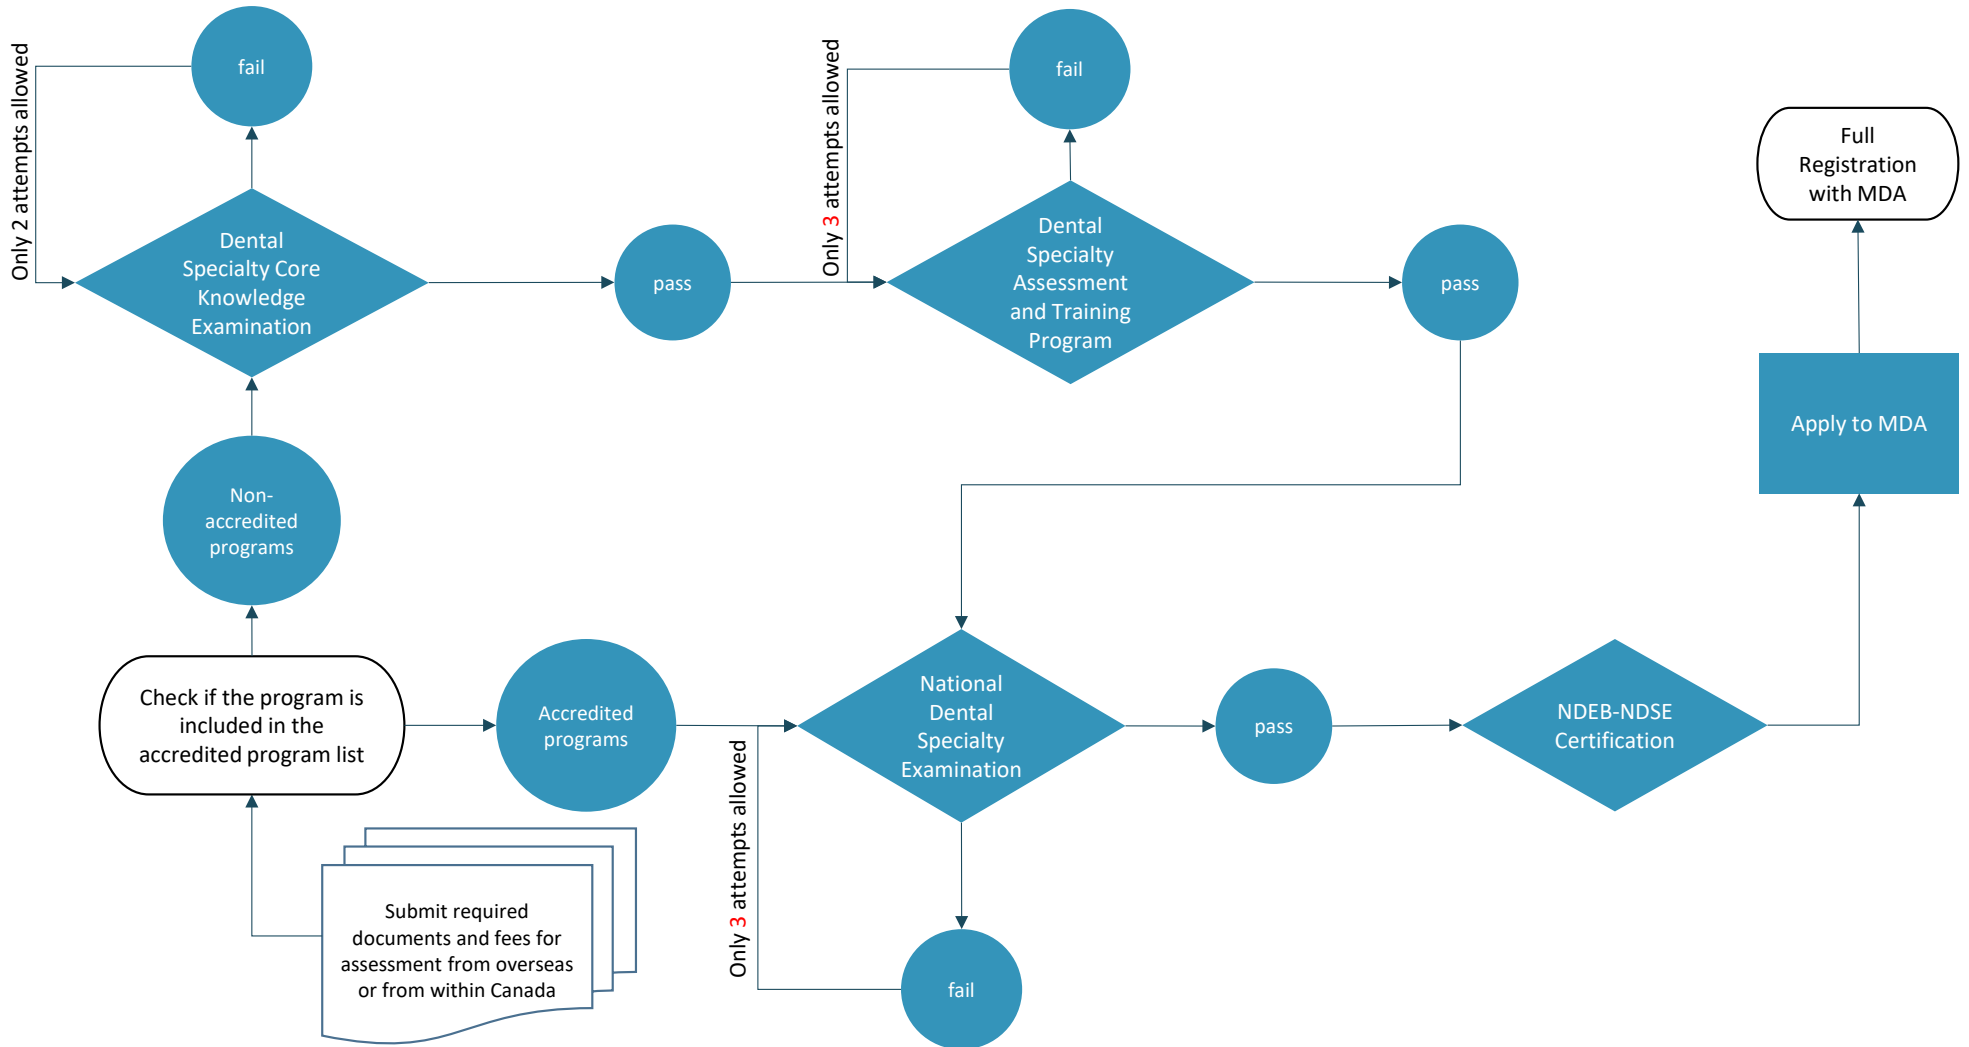 Only 2 attempts allowed
fail
Dental
Specialty Core
Knowledge
Examination
pass
Only 3 attempts allowed
fail
Dental
Specialty
Assessment
and Training
Program
pass
Full
Registration
with MDA
Apply to MDA
Non-
accredited
programs
Check if the program is
included in the
accredited program list
Accredited
programs
Only 3 attempts allowed
National
Dental
Specialty
Examination
pass
NDEB-NDSE
Certification
Submit required
documents and fees for
assessment from overseas
or from within Canada
fail